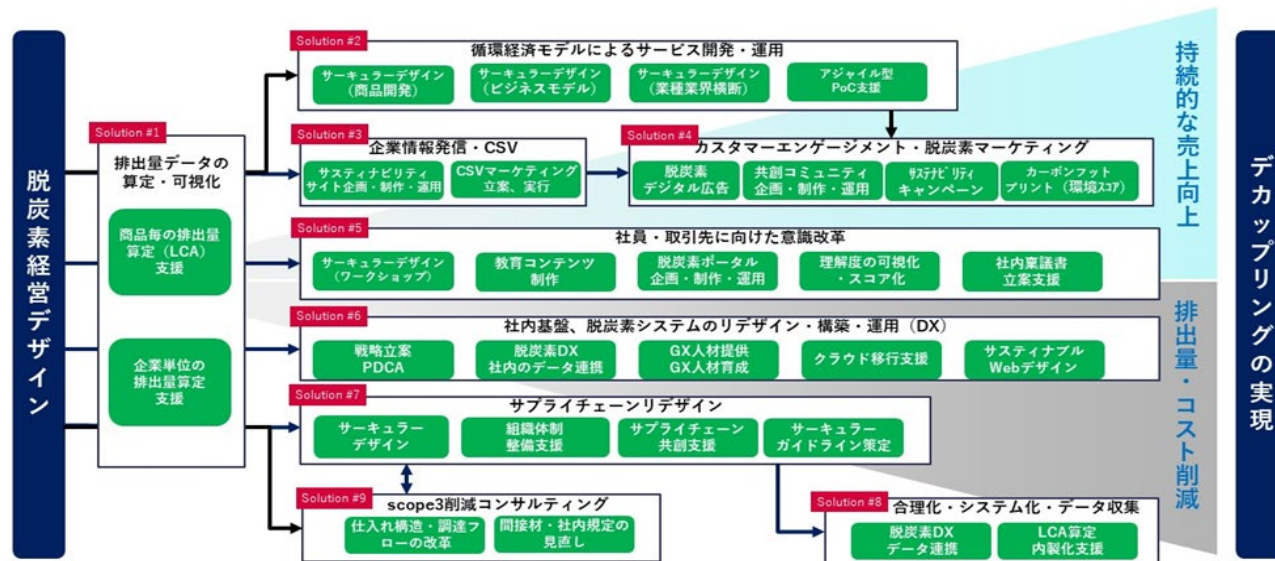 脱炭素経営デザイン
Solution #1
排出量データの
算定・可視化
商品毎の排出量
算定（LCA）
支援
企業単位の
排出量算定
支援
Solution #2
循環経済モデルによるサービス開発・運用
サーキュラーデザイン
（商品開発）
サーキュラーデザイン
（ビジネスモデル）
サーキュラーデザイン
（業種業界横断）
アジャイル型
PoC支援
Solution #3
企業情報発信・CSV
サスティナビリティ
サイト企画・制作・運用
CSVマーケティング
立案、実行
Solution #4
カスタマーエンゲージメント・脱炭素マーケティング
脱炭素
デジタル広告
共創コミュニティ
企画・制作・運用
ｻｽﾃﾅﾋﾞﾘﾃｨ
キャンペーン
カーボンフット
プリント（環境ｽｺｱ）
Solution #5
社員・取引先に向けた意識改革
サーキュラーデザイン
（ワークショップ）
教育コンテンツ
制作
脱炭素ポータル
企画・制作・運用
理解度の可視化
・スコア化
社内稟議書
立案支援
Solution #6
社内基盤、脱炭素システムのリデザイン・構築・運用（DX）
戦略立案
PDCA
脱炭素DX
社内のデータ連携
GX人材提供
GX人材育成
クラウド移行支援
サスティナブル
Webデザイン
Solution #7
サプライチェーンリデザイン
サーキュラー
デザイン
組織体制
整備支援
サプライチェーン
共創支援
サーキュラー
ガイドライン策定
Solution #9
scope3削減コンサルティング
仕入れ構造・調達フ
ローの改革
間接材・社内規定の
見直し
Solution #8
合理化・システム化・データ収集
脱炭素DX
データ連携
LCA算定
内製化支援
持続的な売上向上
排出量・コスト削減
デカップリングの実現